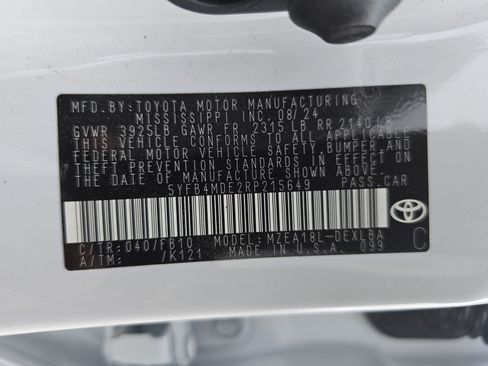 MFD.BY:TOYOTA MOTOR MANUFACTURING
MISSISSIPPI INC. 08/24
GVWR 3925LB GAWR FR 2315 LB RR 2140LB
THIS VEHICLE CONFORMS TO ALL APPLICABLE
FEDERAL MOTOR VEHICLE SAFETY, BUMPER, AND
THEFT PREVENTION STANDARDS IN EFFECT ON
THE DATE OF MANUFACTURE SHOWN ABOVE.
5YFB4MDE2RP215649 PASS.CAR
C/TR:040/FB10 MODEL:MZEA18L-DEXLBA
A/TM: /K121 MADE IN U.S.A. 099
C